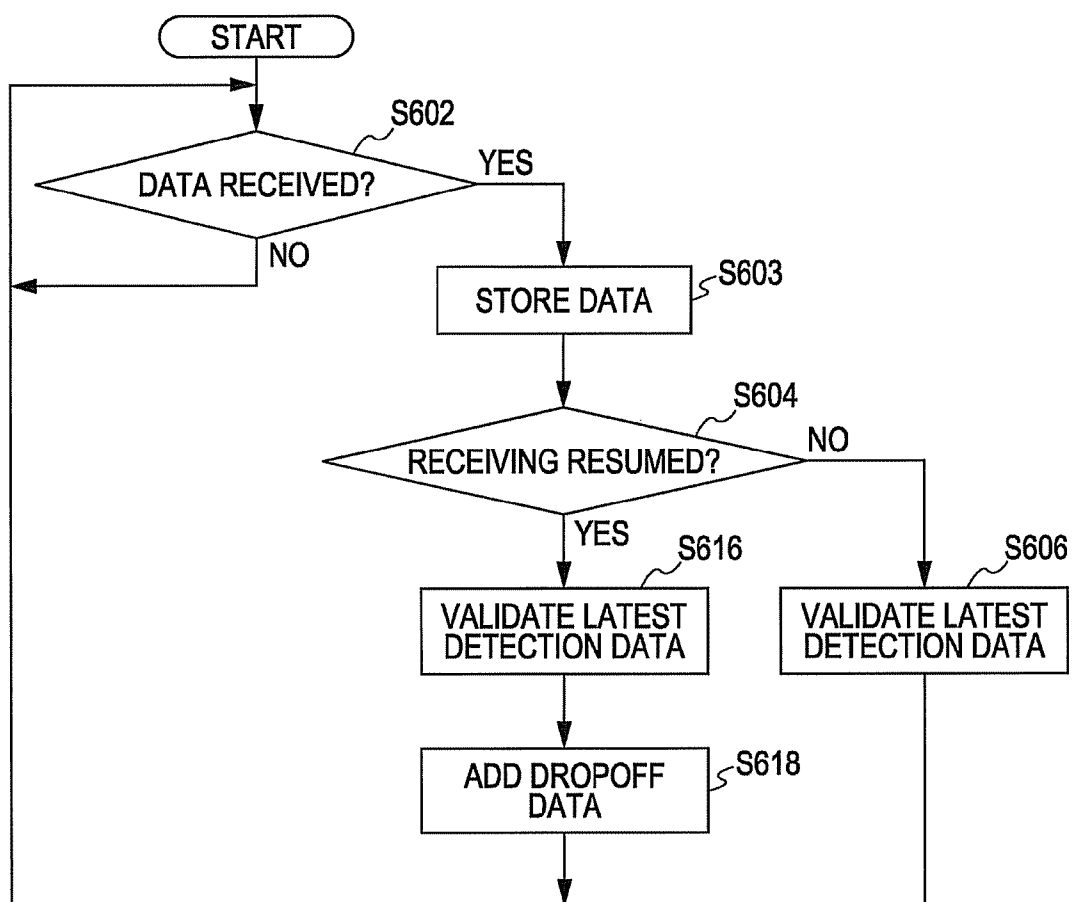 START
S602
DATA RECEIVED?
YES
NO
S603
STORE DATA
S604
RECEIVING RESUMED?
NO
YES
S616
VALIDATE LATEST
DETECTION DATA
S606
VALIDATE LATEST
DETECTION DATA
S618
ADD DROPOFF
DATA